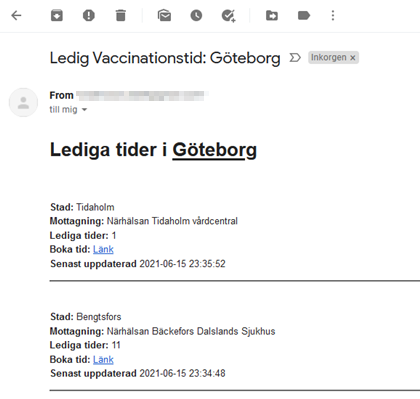 Ledig Vaccinationstid: Göteborg
Inkorgen ×
From
till mig
Lediga tider i Göteborg
Stad: Tidaholm
Mottagning: Närhälsan Tidaholm vårdcentral
Lediga tider: 1
Boka tid: Länk
Senast uppdaterad 2021-06-15 23:35:52
Stad: Bengtsfors
Mottagning: Närhälsan Bäckefors Dalslands Sjukhus
Lediga tider: 11
Boka tid: Länk
Senast uppdaterad 2021-06-15 23:34:48